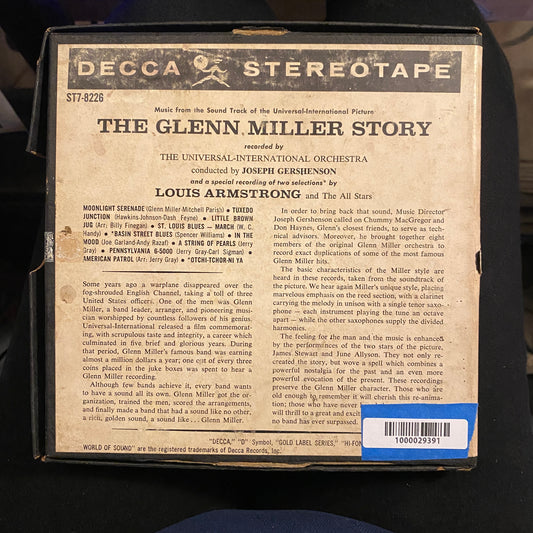 DECCA STEREOTAPE
ST7-8226
Music from the Sound Track of the Universal-International Picture
THE GLENN MILLER STORY
recorded by
THE UNIVERSAL-INTERNATIONAL ORCHESTRA
conducted by JOSEPH GERSHENSON
and a special recording of two selections* by
LOUIS ARMSTRONG and The All Stars
MOONLIGHT SERENADE (Glenn Miller-Mitchell Parish) • TUXEDO
JUNCTION (Hawkins-Johnson-Dash Feyne) • LITTLE BROWN
JUG (Arr: Billy Finegan) • ST. LOUIS BLUES — MARCH (W. C.
Handy) • *BASIN STREET BLUES (Spencer Williams) • IN THE
MOOD (Joe Garland-Andy Razaf) • A STRING OF PEARLS (Jerry
Gray) • PENNSYLVANIA 6-5000 (Jerry Gray-Carl Sigman) •
AMERICAN PATROL (Arr: Jerry Gray) • *OTCHI-TCHOR-NI YA
Some years ago a warplane disappeared over the
fog-shrouded English Channel, taking a toll of three
United States officers. One of the men was Glenn
Miller, a band leader, arranger, and pioneering musi-
cian worshipped by countless followers of his genius.
Universal-International released a film commemorat-
ing, with scrupulous taste and integrity, a career which
culminated in five brief and glorious years. During
that period, Glenn Miller's famous band was earning
almost a million dollars a year; one out of every three
coins placed in the juke boxes was spent to hear a
Glenn Miller recording.
Although few bands achieve it, every band wants
to have a sound all its own. Glenn Miller got the or-
ganization, trained the men, scored the arrangements,
and finally made a band that had a sound like no other,
a rich, golden sound, a sound like . . . Glenn Miller.
In order to bring back that sound, Music Director
Joseph Gershenson called on Chummy MacGregor and
Don Haynes, Glenn's closest friends, to serve as tech-
nical advisors. Moreover, he brought together eight
members of the original Glenn Miller orchestra to
record exact duplications of some of the most famous
Glenn Miller hits.
The basic characteristics of the Miller style are
heard in these records, taken from the soundtrack of
the picture. We hear again Miller's unique style, placing
marvelous emphasis on the reed section, with a clarinet
carrying the melody in unison with a single tenor saxo-
phone — each instrument playing the tune an octave
apart — while the other saxophones supply the divided
harmonies.
The feeling for the man and the music is enhanced
by the performances of the two stars of the picture,
James Stewart and June Allyson. They not only re-
created the story, but wove a spell which combines a
powerful nostalgia for the past and an even more
powerful evocation of the present. These recordings
preserve the Glenn Miller character. Those who are
old enough to remember it will cherish this re-anima-
tion; those who have never
will thrill to a great and exci
no band has ever surpassed.
1000029391
"DECCA," "D" Symbol, "GOLD LABEL SERIES," "HI-FON
WORLD OF SOUND" are the registered trademarks of Decca Records, Inc.